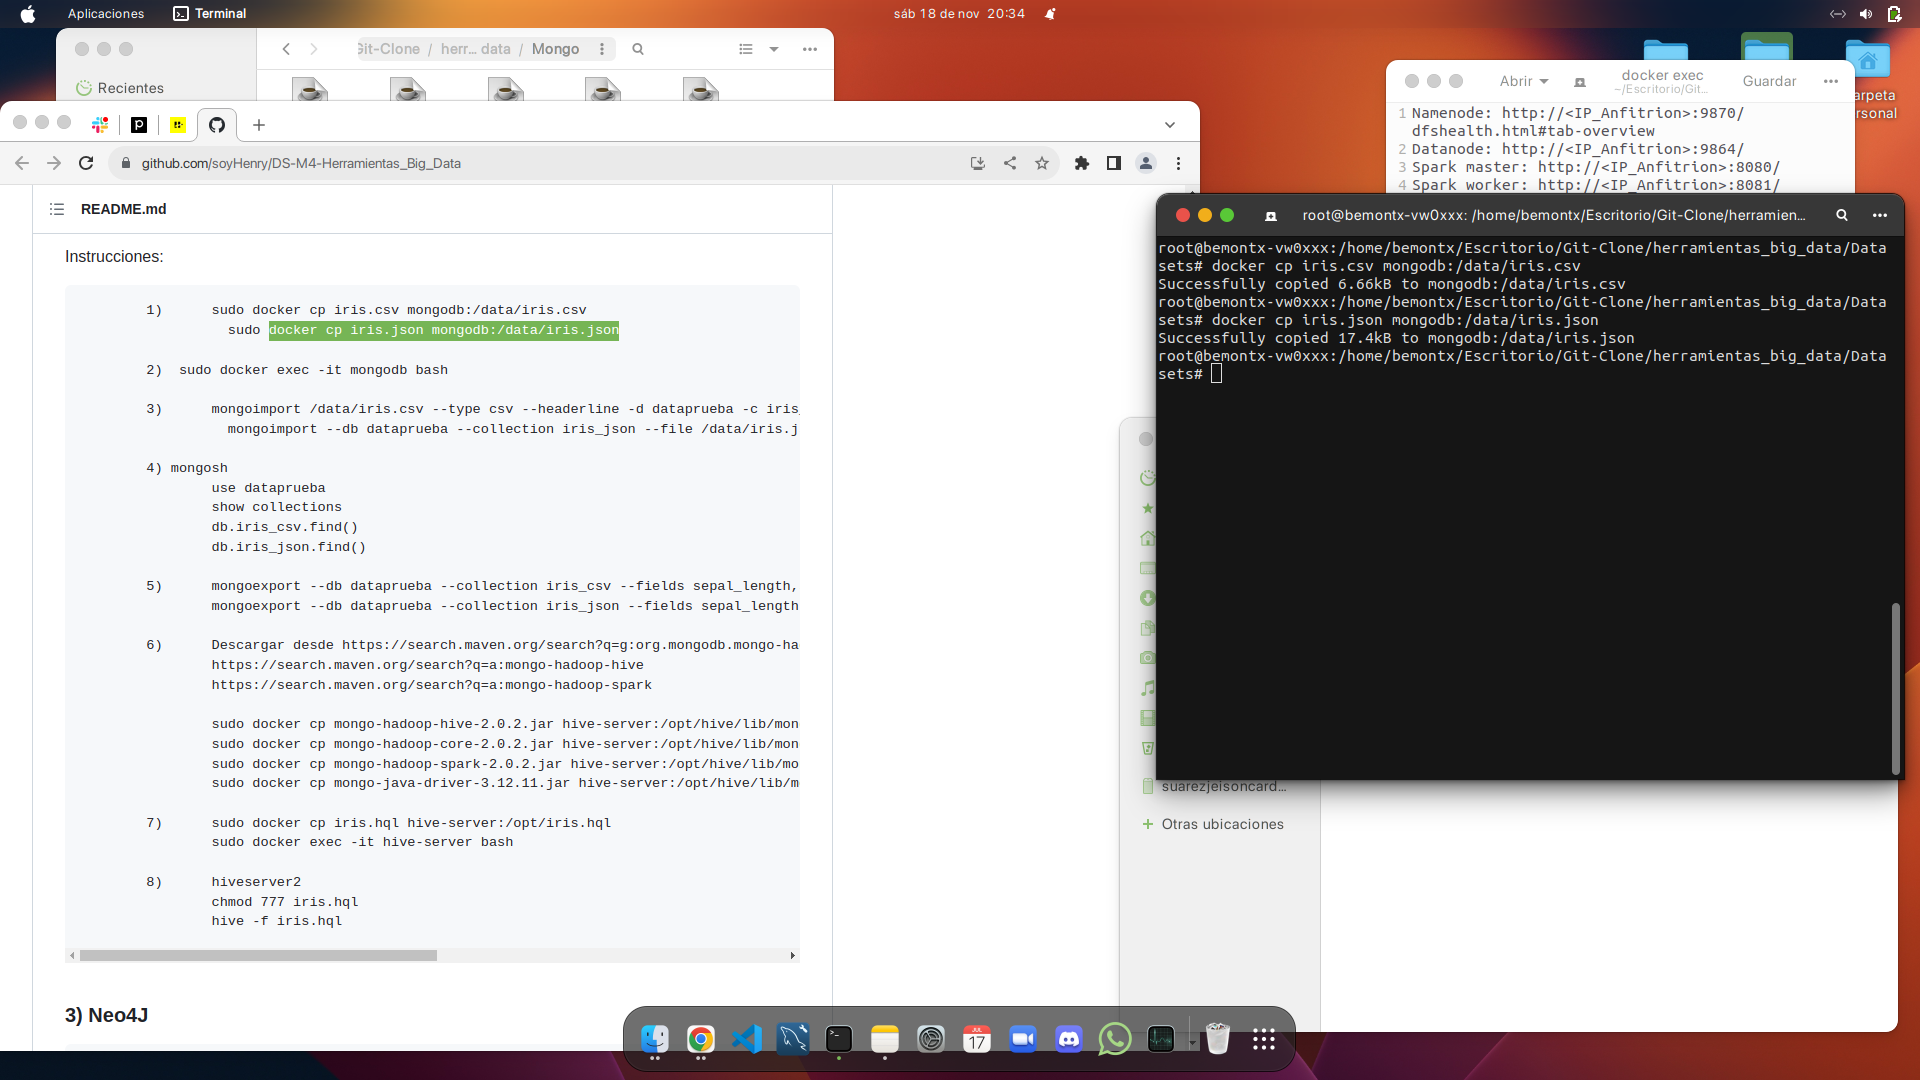 Aplicaciones
Terminal
sáb 18 de nov 20:34
Git-Clone / herr… data / Mongo
Recientes
github.com/soyHenry/DS-M4-Herramientas_Big_Data
README.md
Instrucciones:
1) sudo docker cp iris.csv mongodb:/data/iris.csv
sudo docker cp iris.json mongodb:/data/iris.json
2) sudo docker exec -it mongodb bash
3) mongoimport /data/iris.csv --type csv --headerline -d dataprueba -c iris_
mongoimport --db dataprueba --collection iris_json --file /data/iris.j
4) mongosh
use dataprueba
show collections
db.iris_csv.find()
db.iris_json.find()
5) mongoexport --db dataprueba --collection iris_csv --fields sepal_length,
mongoexport --db dataprueba --collection iris_json --fields sepal_length
6) Descargar desde https://search.maven.org/search?q=g:org.mongodb.mongo-ha
https://search.maven.org/search?q=a:mongo-hadoop-hive
https://search.maven.org/search?q=a:mongo-hadoop-spark
sudo docker cp mongo-hadoop-hive-2.0.2.jar hive-server:/opt/hive/lib/mon
sudo docker cp mongo-hadoop-core-2.0.2.jar hive-server:/opt/hive/lib/mon
sudo docker cp mongo-hadoop-spark-2.0.2.jar hive-server:/opt/hive/lib/mo
sudo docker cp mongo-java-driver-3.12.11.jar hive-server:/opt/hive/lib/m
7) sudo docker cp iris.hql hive-server:/opt/iris.hql
sudo docker exec -it hive-server bash
8) hiveserver2
chmod 777 iris.hql
hive -f iris.hql
3) Neo4J
Abrir
docker exec
~/Escritorio/Git…
Guardar
1 Namenode: http://<IP_Anfitrion>:9870/
dfshealth.html#tab-overview
2 Datanode: http://<IP_Anfitrion>:9864/
3 Spark master: http://<IP_Anfitrion>:8080/
4 Spark worker: http://<IP_Anfitrion>:8081/
arpeta
rsonal
root@bemontx-vw0xxx: /home/bemontx/Escritorio/Git-Clone/herramien…
root@bemontx-vw0xxx:/home/bemontx/Escritorio/Git-Clone/herramientas_big_data/Data
sets# docker cp iris.csv mongodb:/data/iris.csv
Successfully copied 6.66kB to mongodb:/data/iris.csv
root@bemontx-vw0xxx:/home/bemontx/Escritorio/Git-Clone/herramientas_big_data/Data
sets# docker cp iris.json mongodb:/data/iris.json
Successfully copied 17.4kB to mongodb:/data/iris.json
root@bemontx-vw0xxx:/home/bemontx/Escritorio/Git-Clone/herramientas_big_data/Data
sets#
suarezjeisoncard…
Otras ubicaciones
17